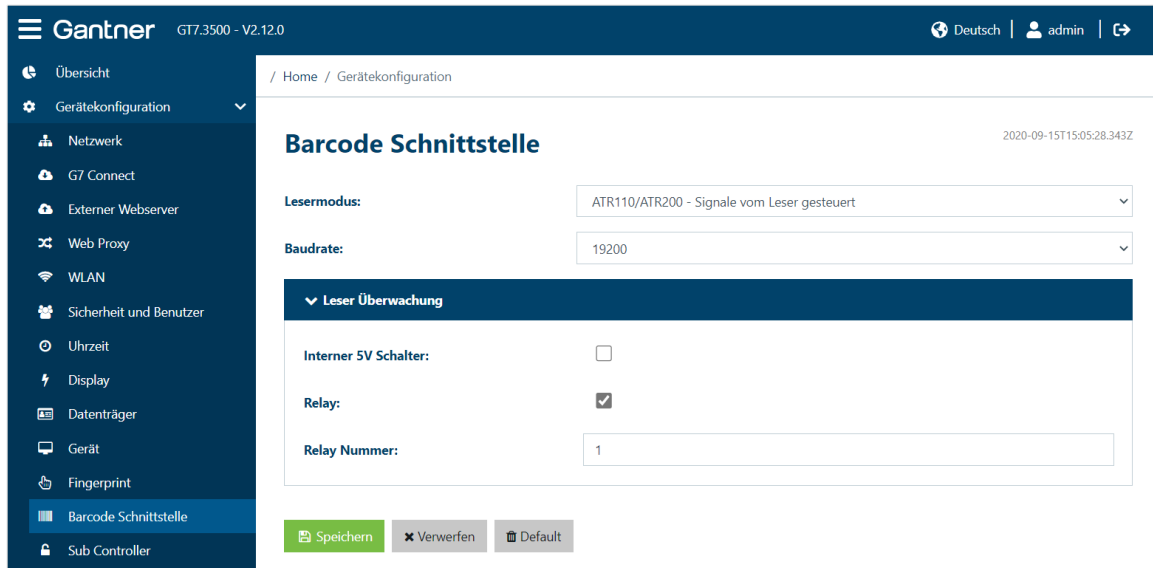 Gantner GT7.3500 - V2.12.0
Deutsch | admin |
Übersicht
Gerätekonfiguration
Netzwerk
G7 Connect
Externer Webserver
Web Proxy
WLAN
Sicherheit und Benutzer
Uhrzeit
Display
Datenträger
Gerät
Fingerprint
Barcode Schnittstelle
Sub Controller
/ Home / Gerätekonfiguration
Barcode Schnittstelle
2020-09-15T15:05:28.343Z
Lesermodus: ATR110/ATR200 - Signale vom Leser gesteuert
Baudrate: 19200
Leser Überwachung
Interner 5V Schalter:
Relay:
Relay Nummer: 1
Speichern Verwerfen Default